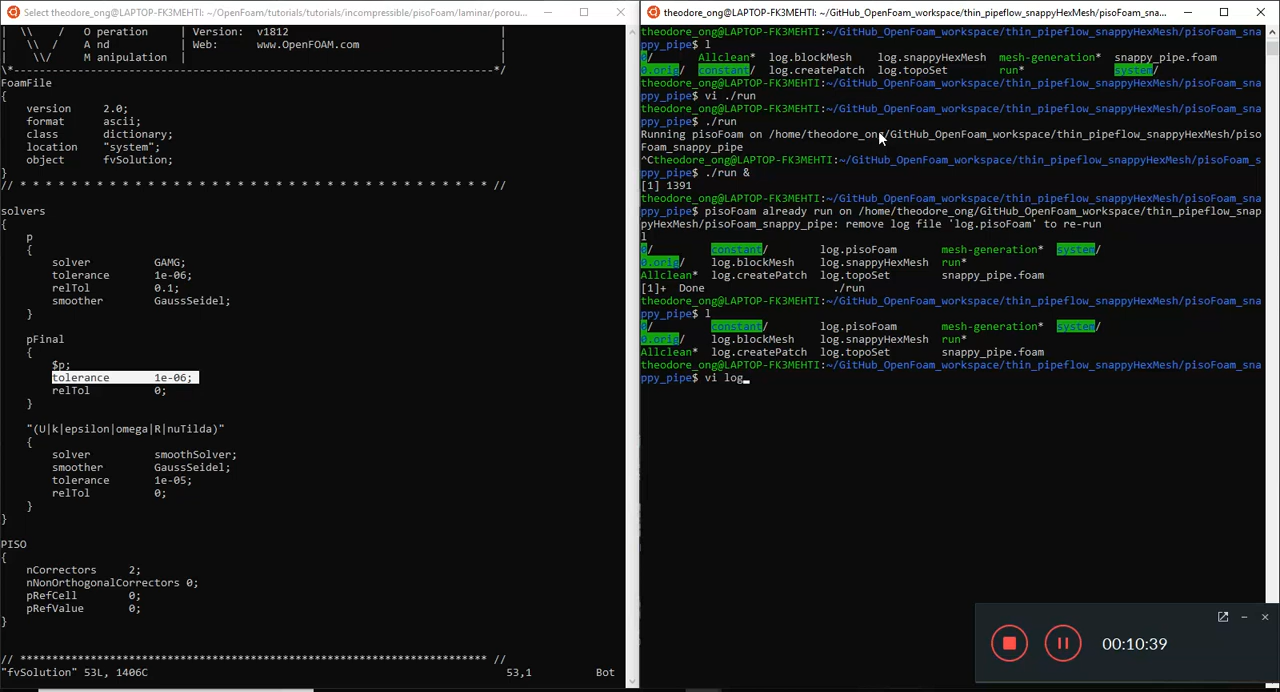 Select theodore_ong@LAPTOP-FK3MEHTI: ~/OpenFoam/tutorials/tutorials/incompressible/pisoFoam/laminar/porou...
|  \\    /   O peration     | Version:  v1812                                 |
|   \\  /    A nd           | Web:      www.OpenFOAM.com                      |
|    \\/     M anipulation  |                                                 |
\*---------------------------------------------------------------------------*/
FoamFile
{
    version     2.0;
    format      ascii;
    class       dictionary;
    location    "system";
    object      fvSolution;
}
// * * * * * * * * * * * * * * * * * * * * * * * * * * * * * * * * * * * * * //
solvers
{
    p
    {
        solver          GAMG;
        tolerance       1e-06;
        relTol          0.1;
        smoother        GaussSeidel;
    }
    pFinal
    {
        $p;
        tolerance       1e-06;
        relTol          0;
    }
    "(U|k|epsilon|omega|R|nuTilda)"
    {
        solver          smoothSolver;
        smoother        GaussSeidel;
        tolerance       1e-05;
        relTol          0;
    }
}
PISO
{
    nCorrectors     2;
    nNonOrthogonalCorrectors 0;
    pRefCell        0;
    pRefValue       0;
}
// ************************************************************************* //
"fvSolution" 53L, 1406C                                       53,1          Bot
theodore_ong@LAPTOP-FK3MEHTI: ~/GitHub_OpenFoam_workspace/thin_pipeflow_snappyHexMesh/pisoFoam_sna...
theodore_ong@LAPTOP-FK3MEHTI:~/GitHub_OpenFoam_workspace/thin_pipeflow_snappyHexMesh/pisoFoam_sna
ppy_pipe$ l
0/          Allclean*  log.blockMesh    log.snappyHexMesh  mesh-generation*  snappy_pipe.foam
0.orig/     constant/  log.createPatch  log.topoSet        run*              system/
theodore_ong@LAPTOP-FK3MEHTI:~/GitHub_OpenFoam_workspace/thin_pipeflow_snappyHexMesh/pisoFoam_sna
ppy_pipe$ vi ./run
theodore_ong@LAPTOP-FK3MEHTI:~/GitHub_OpenFoam_workspace/thin_pipeflow_snappyHexMesh/pisoFoam_sna
ppy_pipe$ ./run
Running pisoFoam on /home/theodore_ong/GitHub_OpenFoam_workspace/thin_pipeflow_snappyHexMesh/piso
Foam_snappy_pipe
^Ctheodore_ong@LAPTOP-FK3MEHTI:~/GitHub_OpenFoam_workspace/thin_pipeflow_snappyHexMesh/pisoFoam_s
nappy_pipe$ ./run &
[1] 1391
theodore_ong@LAPTOP-FK3MEHTI:~/GitHub_OpenFoam_workspace/thin_pipeflow_snappyHexMesh/pisoFoam_sna
ppy_pipe$ pisoFoam already run on /home/theodore_ong/GitHub_OpenFoam_workspace/thin_pipeflow_snap
pyHexMesh/pisoFoam_snappy_pipe: remove log file 'log.pisoFoam' to re-run
l
0/         constant/        log.pisoFoam       mesh-generation*  system/
0.orig/    log.blockMesh    log.snappyHexMesh  run*
Allclean*  log.createPatch  log.topoSet        snappy_pipe.foam
[1]+  Done                    ./run
theodore_ong@LAPTOP-FK3MEHTI:~/GitHub_OpenFoam_workspace/thin_pipeflow_snappyHexMesh/pisoFoam_sna
ppy_pipe$ l
0/         constant/        log.pisoFoam       mesh-generation*  system/
0.orig/    log.blockMesh    log.snappyHexMesh  run*
Allclean*  log.createPatch  log.topoSet        snappy_pipe.foam
theodore_ong@LAPTOP-FK3MEHTI:~/GitHub_OpenFoam_workspace/thin_pipeflow_snappyHexMesh/pisoFoam_sna
ppy_pipe$ vi log
00:10:39